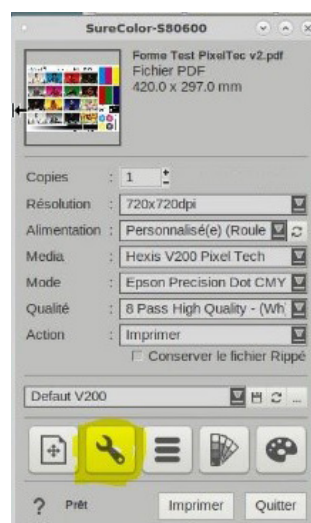 SureColor-S80600
Forme Test PixelTec v2.pdf
Fichier PDF
420.0 x 297.0 mm
Copies : 1
Résolution : 720x720dpi
Alimentation : Personnalisé(e) (Roule
Media : Hexis V200 Pixel Tech
Mode : Epson Precision Dot CMY
Qualité : 8 Pass High Quality - (Wh
Action : Imprimer
Conserver le fichier Rippé
Defaut V200
...
? Prêt Imprimer Quitter